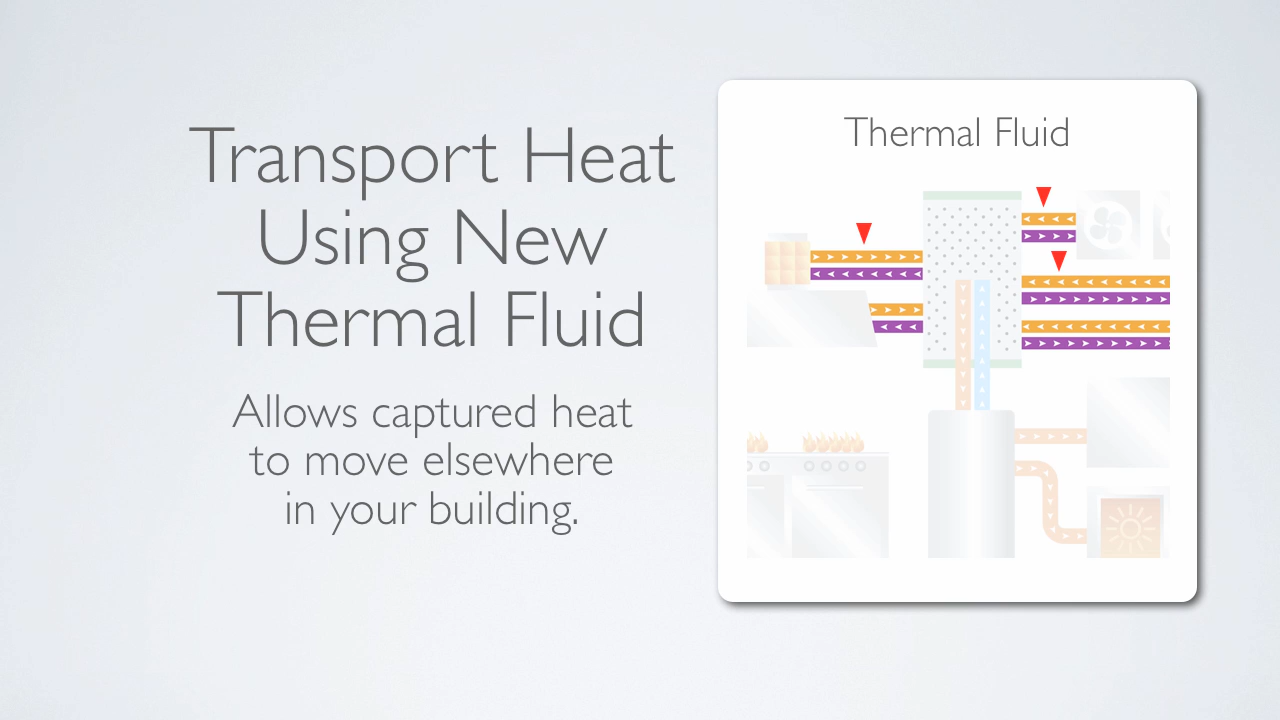 Transport Heat
Using New
Thermal Fluid
Allows captured heat
to move elsewhere
in your building.
Thermal Fluid